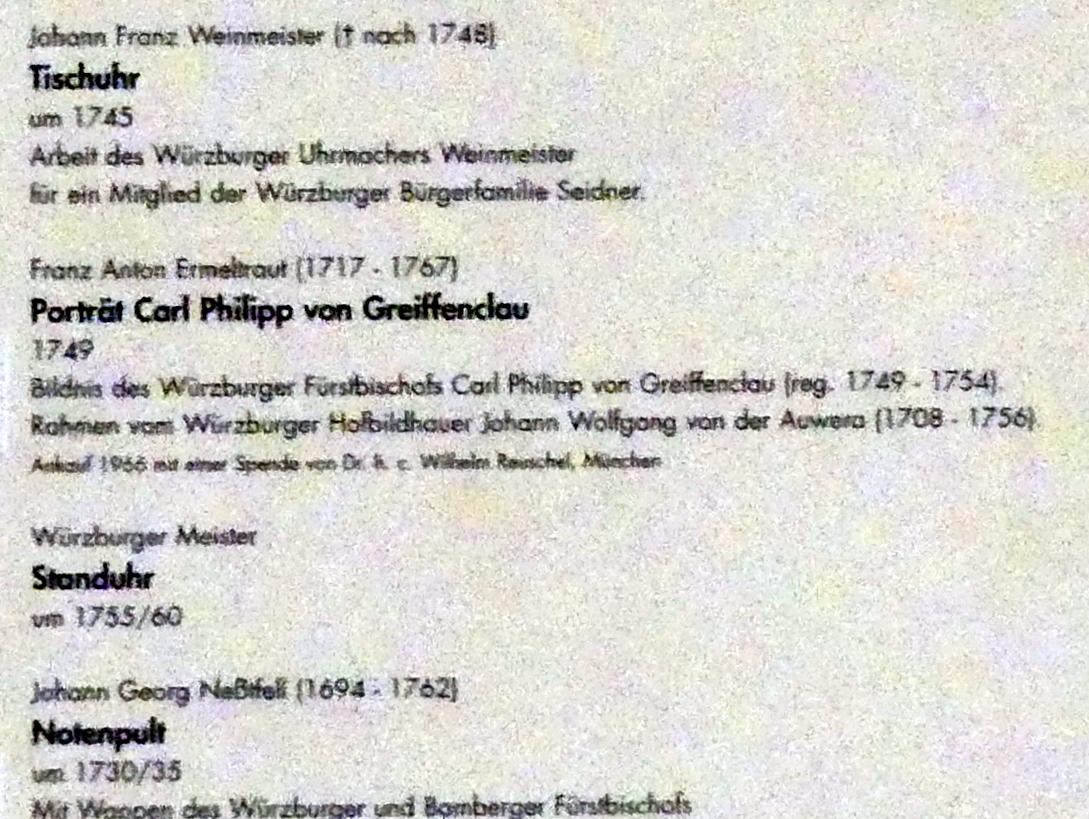 Johann Franz Weinmeister († nach 1748)
Tischuhr
um 1745
Arbeit des Würzburger Uhrmachers Weinmeister
für ein Mitglied der Würzburger Bürgerfamilie Seidner.
Franz Anton Ermeltraut (1717 - 1767)
Porträt Carl Philipp von Greiffenclau
1749
Bildnis des Würzburger Fürstbischofs Carl Philipp von Greiffenclau (reg. 1749 - 1754).
Rahmen vom Würzburger Hofbildhauer Johann Wolfgang von der Auwera (1708 - 1756).
Ankauf 1966 mit einer Spende von Dr. h. c. Wilhelm Reuschel, München
Würzburger Meister
Standuhr
um 1755/60
Johann Georg Neßtfell (1694 - 1762)
Notenpult
um 1730/35
Mit Wappen des Würzburger und Bamberger Fürstbischofs